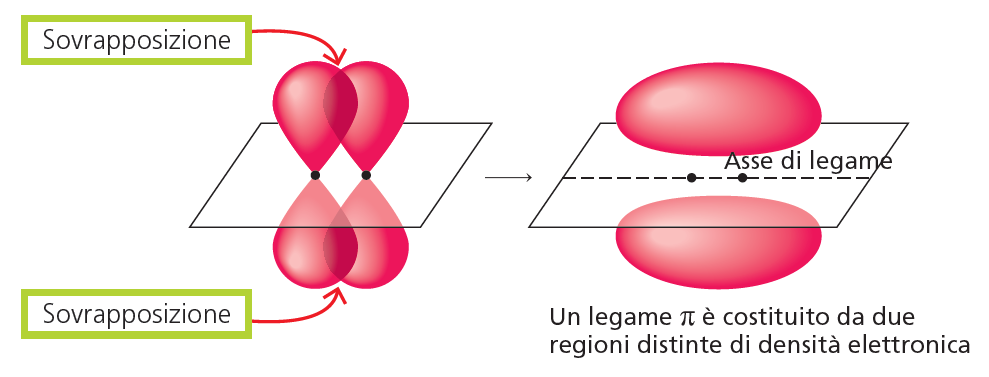 Sovrapposizione
Asse di legame
Sovrapposizione
Un legame π è costituito da due
regioni distinte di densità elettronica